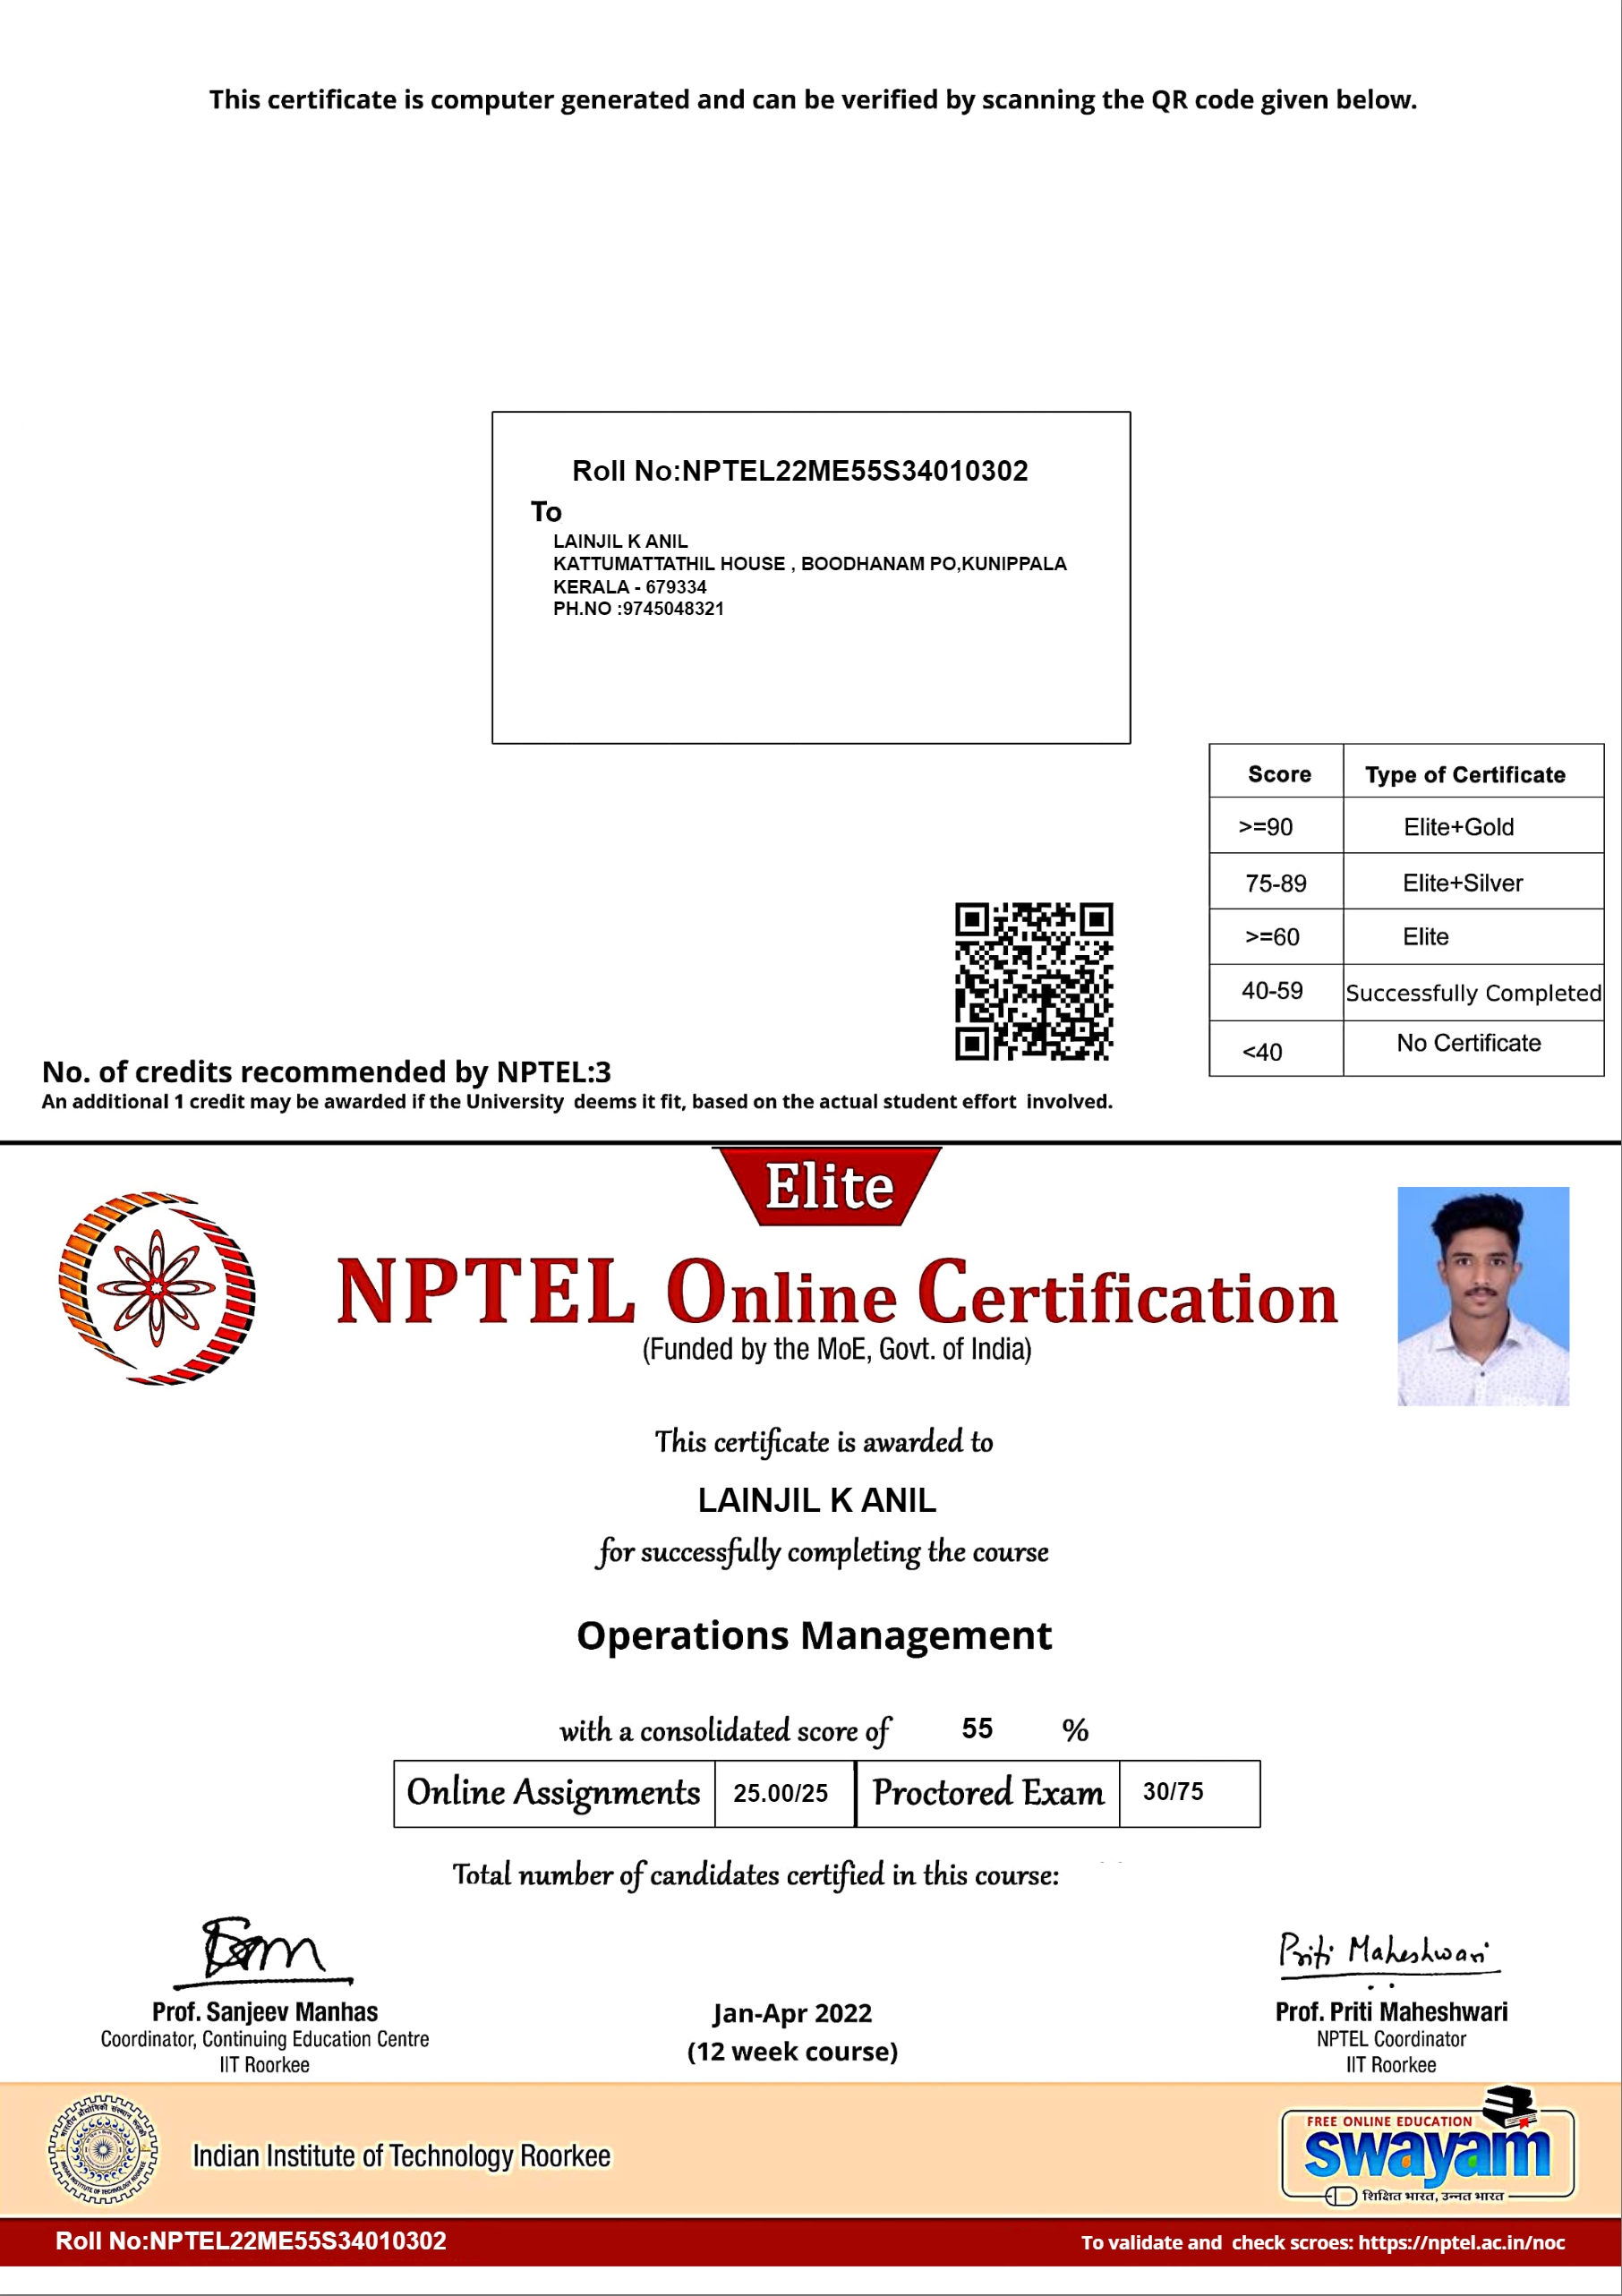 This certificate is computer generated and can be verified by scanning the QR code given below.
Roll No:NPTEL22ME55S34010302
To
LAINJIL K ANIL
KATTUMATTATHIL HOUSE , BOODHANAM PO,KUNIPPALA
KERALA - 679334
PH.NO :9745048321
Score Type of Certificate
>=90 Elite+Gold
75-89 Elite+Silver
>=60 Elite
40-59 Successfully Completed
<40 No Certificate
No. of credits recommended by NPTEL:3
An additional 1 credit may be awarded if the University deems it fit, based on the actual student effort involved.
Elite
NPTEL Online Certification
(Funded by the MoE, Govt. of India)
This certificate is awarded to
LAINJIL K ANIL
for successfully completing the course
Operations Management
with a consolidated score of 55 %
Online Assignments 25.00/25 Proctored Exam 30/75
Total number of candidates certified in this course:
Priti Maheshwari
Prof. Sanjeev Manhas
Coordinator, Continuing Education Centre
IIT Roorkee
Jan-Apr 2022
(12 week course)
Prof. Priti Maheshwari
NPTEL Coordinator
IIT Roorkee
Indian Institute of Technology Roorkee
FREE ONLINE EDUCATION
swayam
शिक्षित भारत, उन्नत भारत
Roll No:NPTEL22ME55S34010302
To validate and check scroes: https://nptel.ac.in/noc